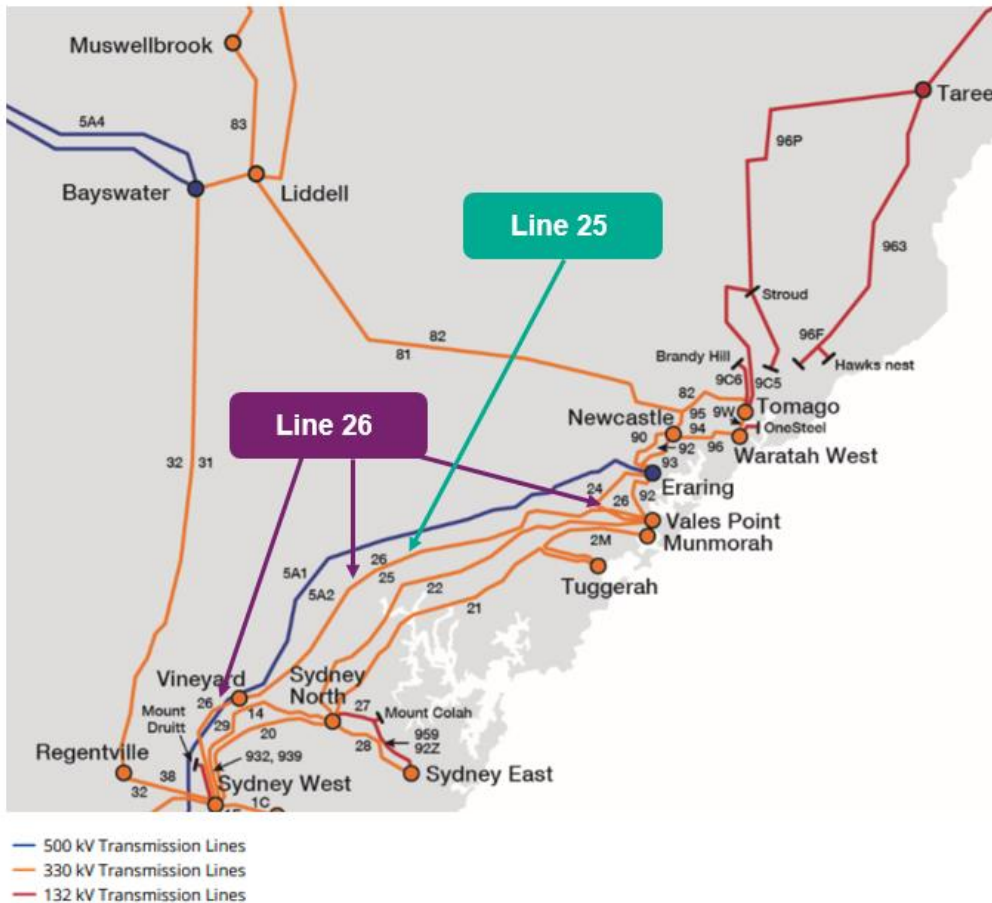 Muswellbrook
Taree
5A4
83
96P
Bayswater
Liddell
Line 25
963
Stroud
82
81
96F
Brandy Hill
Hawks nest
9C6
9C5
82
Line 26
Newcastle
95
9W
Tomago
94
OneSteel
90
92
96
Waratah West
32
31
93
Eraring
24
26
92
Vales Point
2M
Munmorah
26
25
Tuggerah
5A1
5A2
22
21
Vineyard
Sydney
North
26
Mount
Druitt
14
29
20
27
Mount Colah
959
92Z
28
Regentville
932, 939
38
Sydney West
Sydney East
32
1C
500 kV Transmission Lines
330 kV Transmission Lines
132 kV Transmission Lines